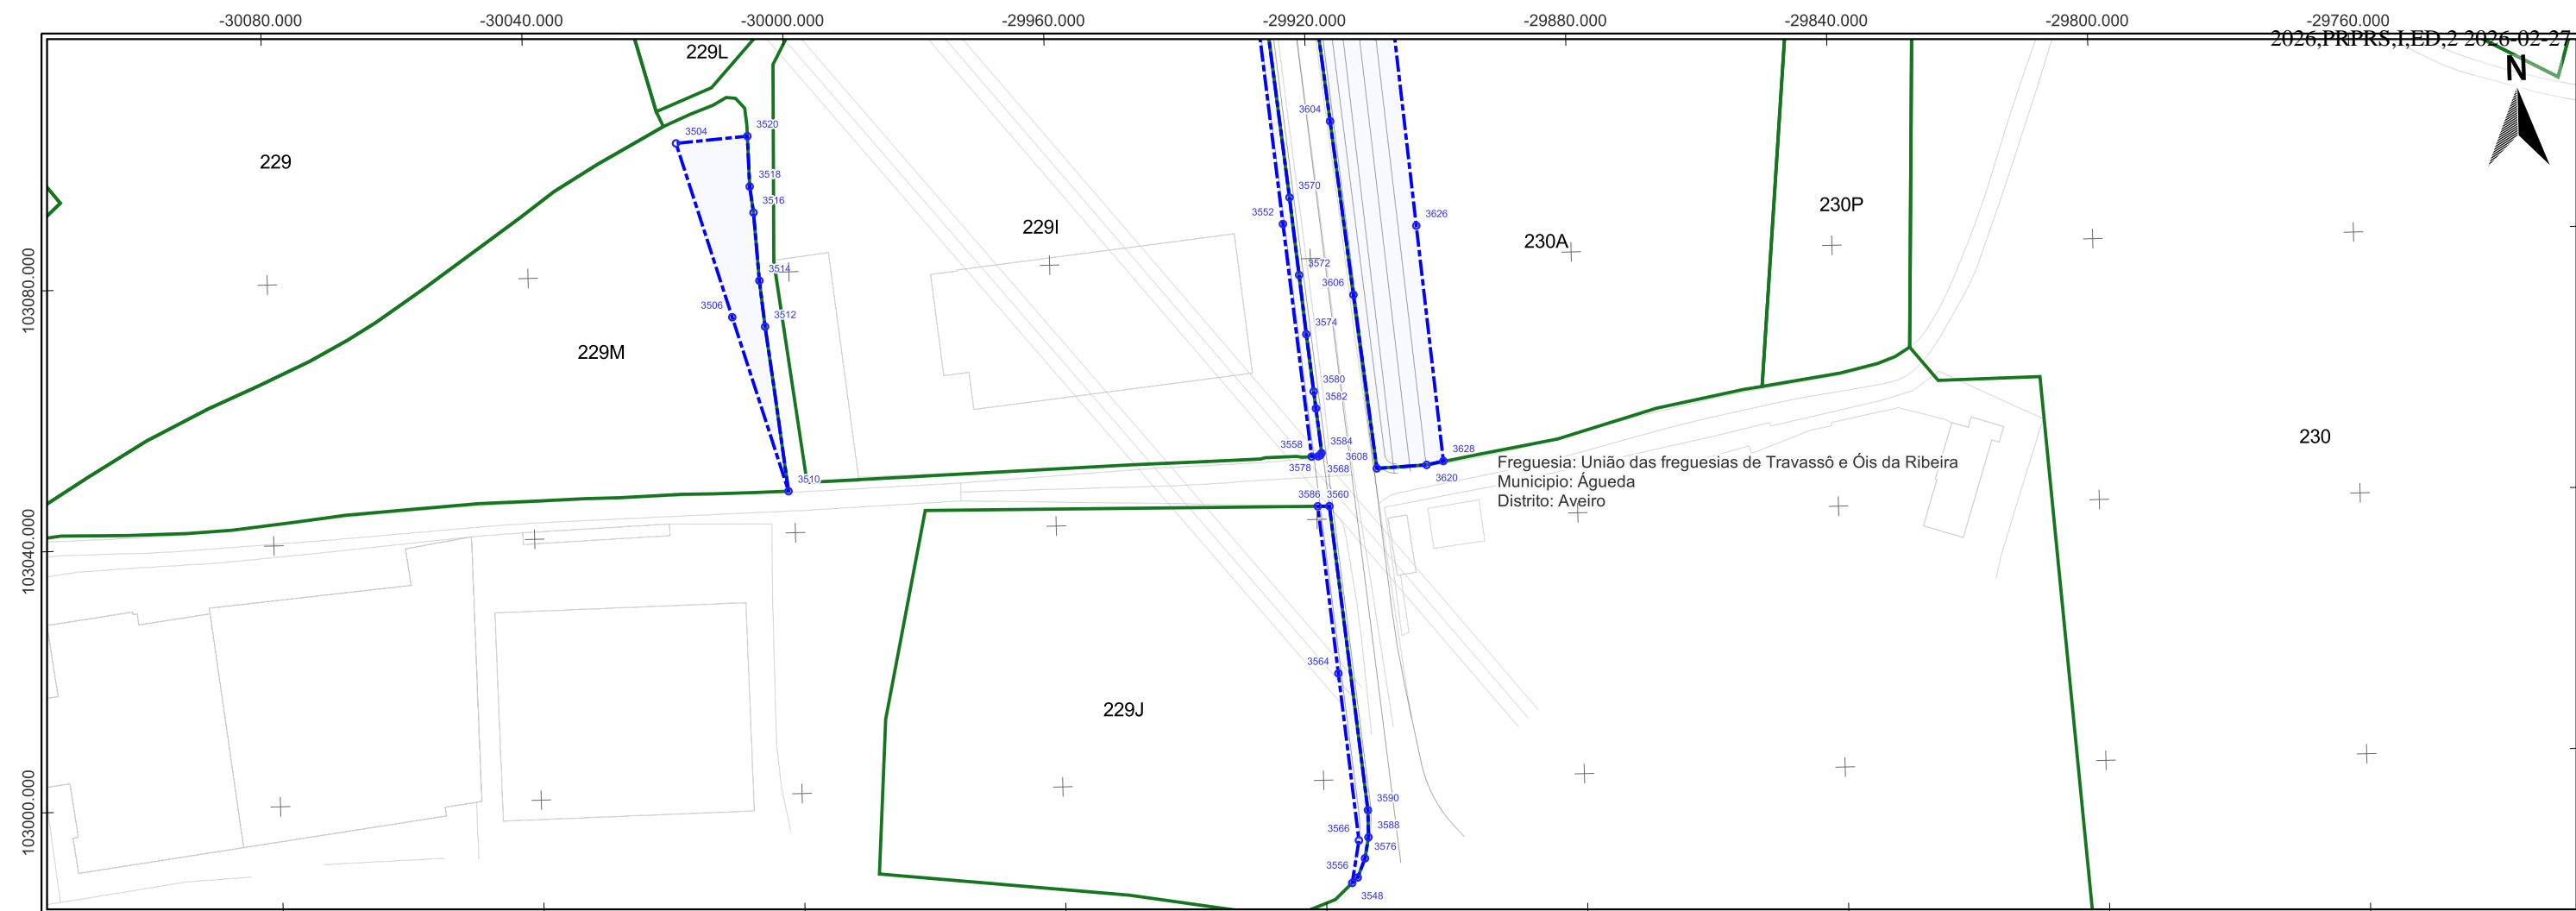 -30080.000 -30040.000 -30000.000 -29960.000 -29920.000 -29880.000 -29840.000 -29800.000 -29760.000
2026,PRPRS,I,ED,2 2026-02-27
N
229L
3604
3504 3520
229
3518
3570
3516
230P
3552 3626
229I
230A
3572
3514
103080.000
3606
3506
3512
3574
229M
3580
3582
230
3558 3584
3608 3628
3578 3568
Freguesia: União das freguesias de Travassô e Óis da Ribeira
3510
3620
Municipio: Águeda
3586 3560
Distrito: Aveiro
103040.000
3564
229J
3590
103000.000
3566 3588
3576
3556
3548